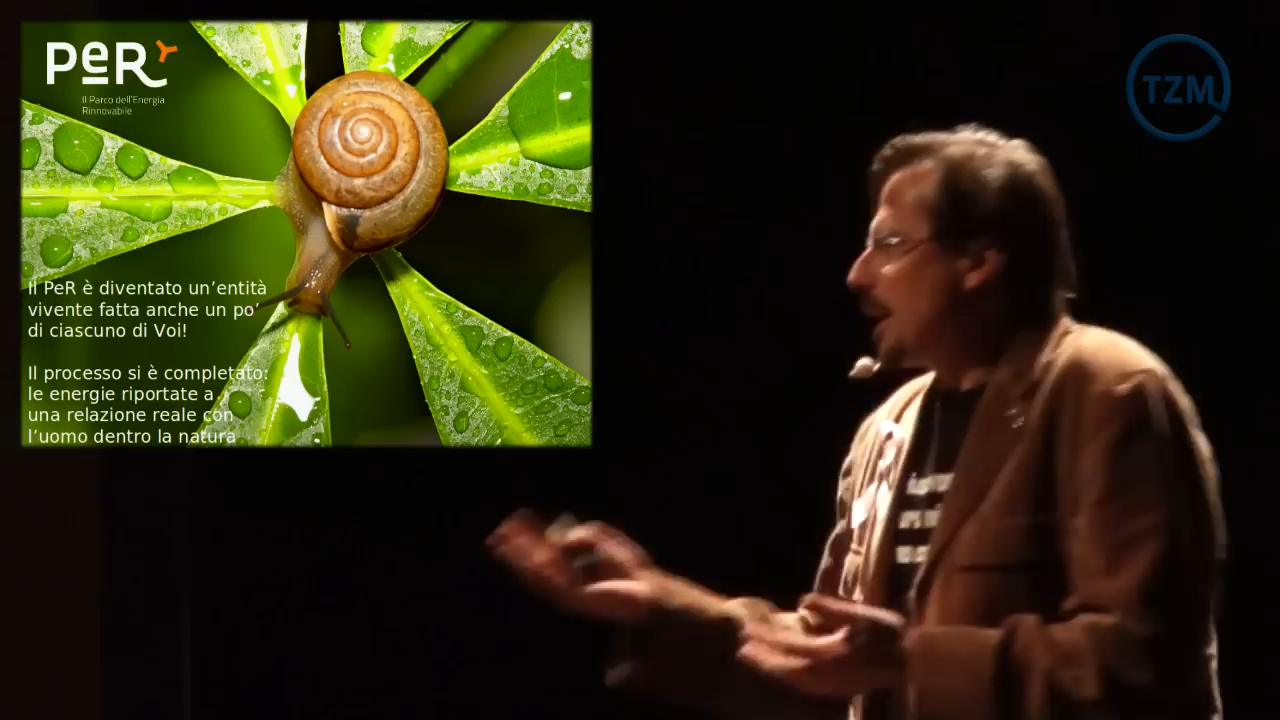 PeR
Il Parco dell'Energia
Rinnovabile
TZM
Il PeR è diventato un'entità
vivente fatta anche un po'
di ciascuno di Voi!
Il processo si è completato:
le energie riportate a
una relazione reale con
l'uomo dentro la natura